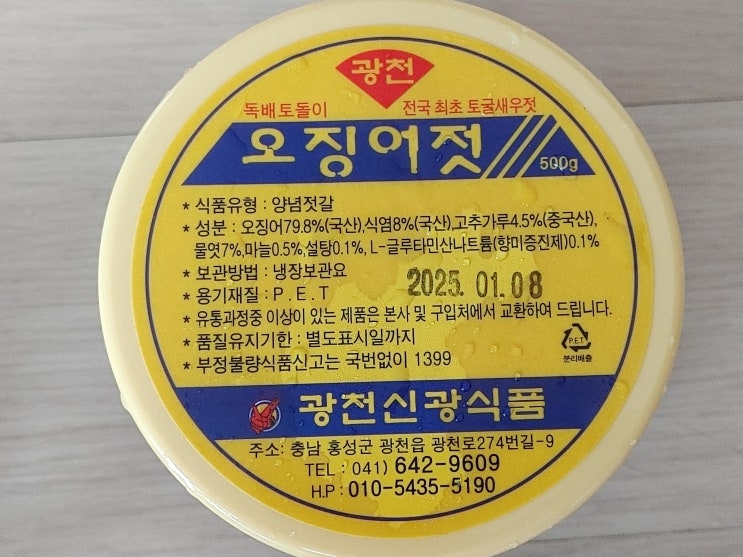 광천
독배토돌이 전국 최초 토굴새우젓
오징어젓 500g
* 식품유형 : 양념젓갈
* 성분 : 오징어79.8%(국산),식염8%(국산),고추가루4.5%(중국산),
물엿7%,마늘0.5%,설탕0.1%, L-글루타민산나트륨(향미증진제)0.1%
* 보관방법 : 냉장보관요
2025. 01. 08
* 용기재질 : P . E . T
* 유통과정중 이상이 있는 제품은 본사 및 구입처에서 교환하여 드립니다.
* 품질유지기한 : 별도표시일까지
P.E.T
분리배출
* 부정불량식품신고는 국번없이 1399
광천신광식품
주소: 충남 홍성군 광천읍 광천로274번길-9
TEL : 041) 642-9609
H.P : 010-5435-5190